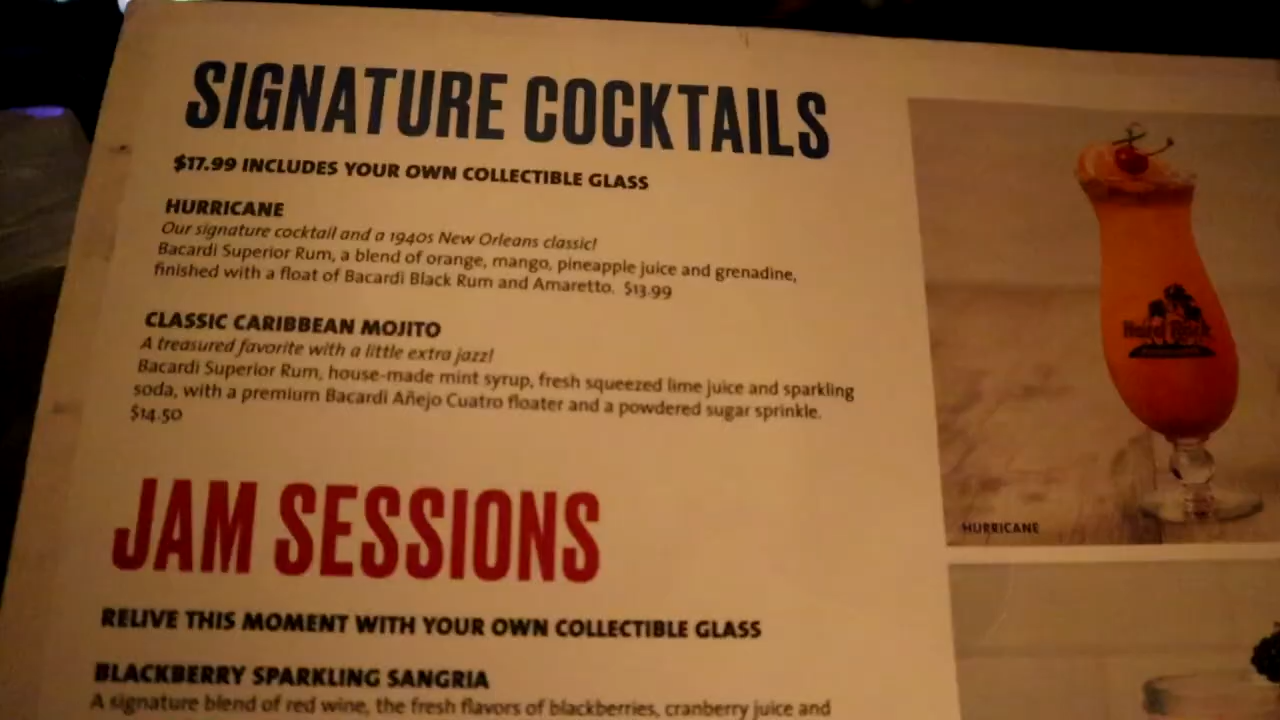 SIGNATURE COCKTAILS
$17.99 INCLUDES YOUR OWN COLLECTIBLE GLASS
HURRICANE
Our signature cocktail and a 1940s New Orleans classic!
Bacardi Superior Rum, a blend of orange, mango, pineapple juice and grenadine,
finished with a float of Bacardi Black Rum and Amaretto. $13.99
CLASSIC CARIBBEAN MOJITO
A treasured favorite with a little extra jazz!
Bacardi Superior Rum, house-made mint syrup, fresh squeezed lime juice and sparkling
soda, with a premium Bacardi Añejo Cuatro floater and a powdered sugar sprinkle.
$14.50
JAM SESSIONS
RELIVE THIS MOMENT WITH YOUR OWN COLLECTIBLE GLASS
BLACKBERRY SPARKLING SANGRIA
A signature blend of red wine, the fresh flavors of blackberries, cranberry juice and
Hard Rock
HURRICANE